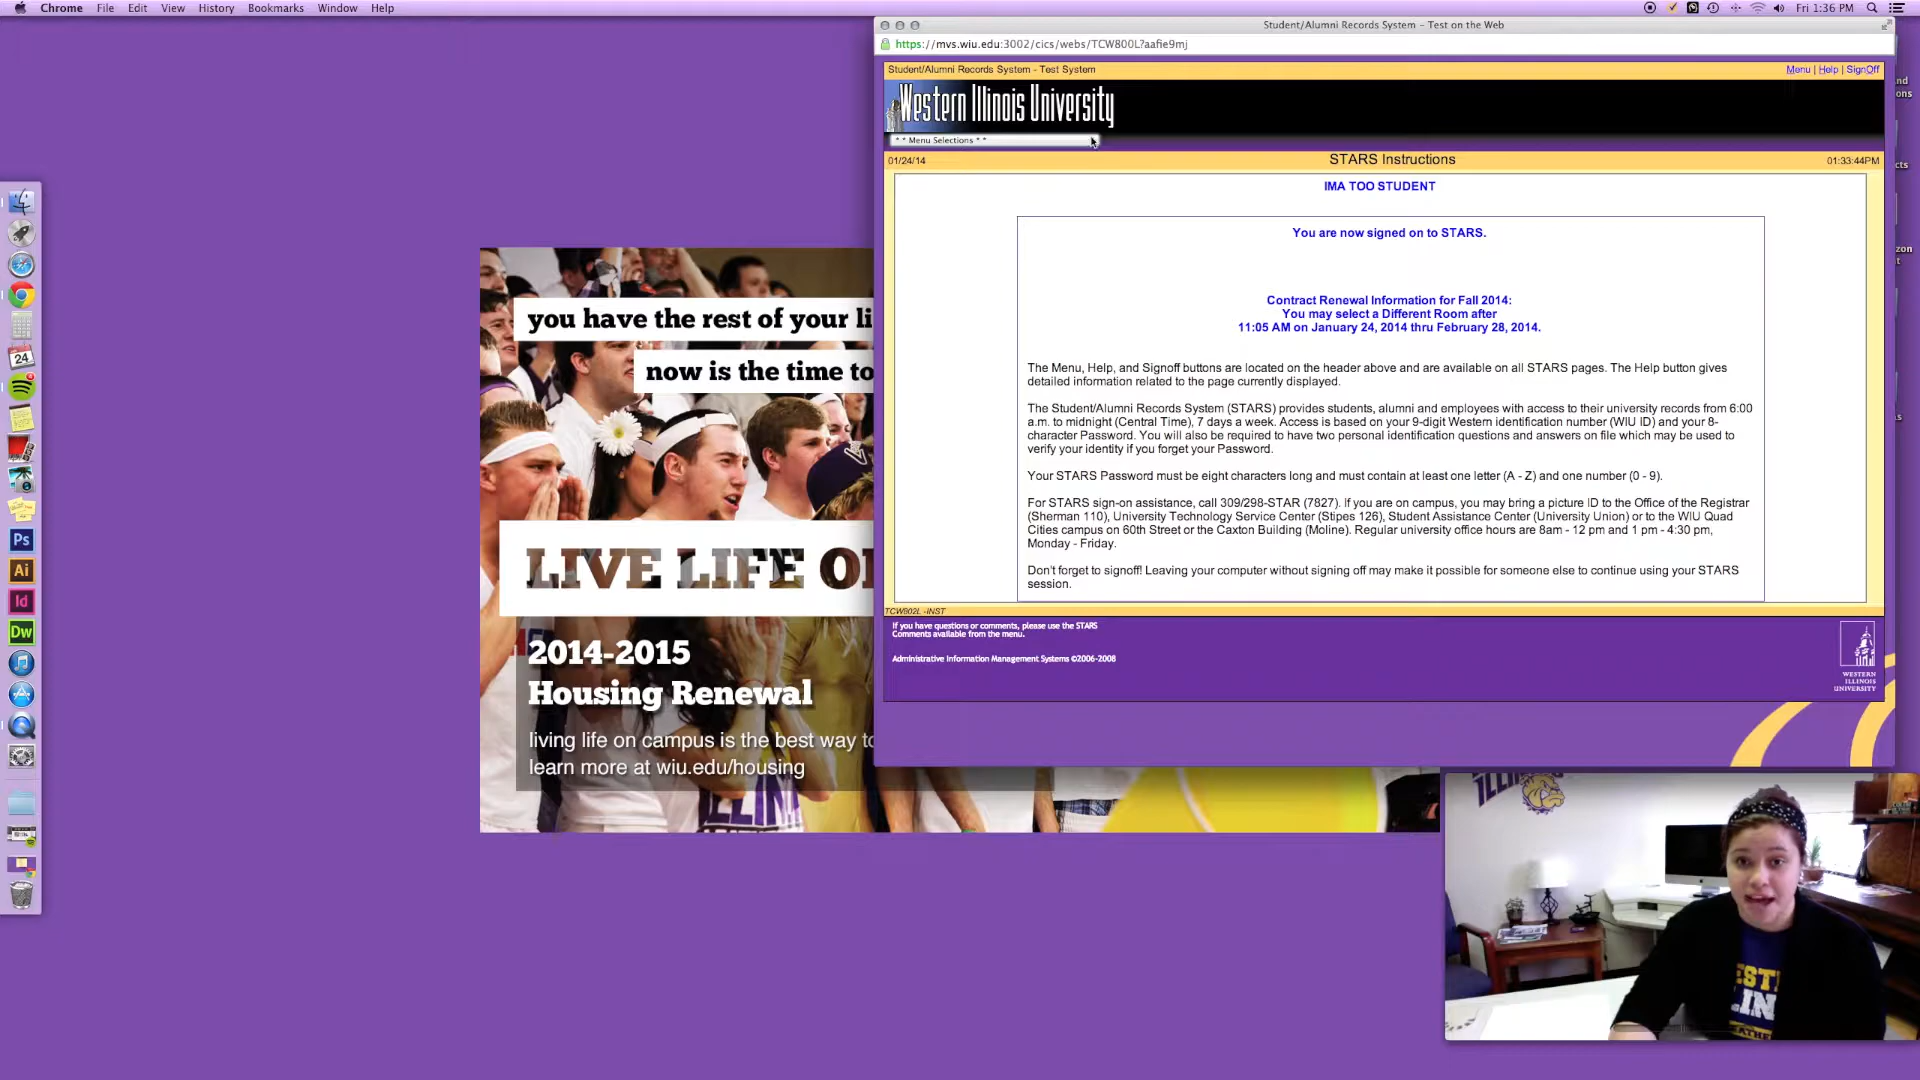 Chrome File Edit View History Bookmarks Window Help
Fri 1:36 PM
Student/Alumni Records System - Test on the Web
https://mvs.wiu.edu:3002/cics/webs/TCW800L?aafie9mj
Student/Alumni Records System - Test System
Menu | Help | SignOff
Western Illinois University
* * Menu Selections * *
01/24/14
STARS Instructions
01:33:44PM
IMA TOO STUDENT
You are now signed on to STARS.
Contract Renewal Information for Fall 2014:
You may select a Different Room after
11:05 AM on January 24, 2014 thru February 28, 2014.
The Menu, Help, and Signoff buttons are located on the header above and are available on all STARS pages. The Help button gives
detailed information related to the page currently displayed.
The Student/Alumni Records System (STARS) provides students, alumni and employees with access to their university records from 6:00
a.m. to midnight (Central Time), 7 days a week. Access is based on your 9-digit Western identification number (WIU ID) and your 8-
character Password. You will also be required to have two personal identification questions and answers on file which may be used to
verify your identity if you forget your Password.
Your STARS Password must be eight characters long and must contain at least one letter (A - Z) and one number (0 - 9).
For STARS sign-on assistance, call 309/298-STAR (7827). If you are on campus, you may bring a picture ID to the Office of the Registrar
(Sherman 110), University Technology Service Center (Stipes 126), Student Assistance Center (University Union) or to the WIU Quad
Cities campus on 60th Street or the Caxton Building (Moline). Regular university office hours are 8am - 12 pm and 1 pm - 4:30 pm,
Monday - Friday.
Don't forget to signoff! Leaving your computer without signing off may make it possible for someone else to continue using your STARS
session.
TCW802L -INST
If you have questions or comments, please use the STARS
Comments available from the menu.
Administrative Information Management Systems ©2006-2008
WESTERN
ILLINOIS
UNIVERSITY
you have the rest of your li
now is the time to
LIVE LIFE O
2014-2015
Housing Renewal
living life on campus is the best way to
learn more at wiu.edu/housing
24
Ps
Ai
Id
Dw